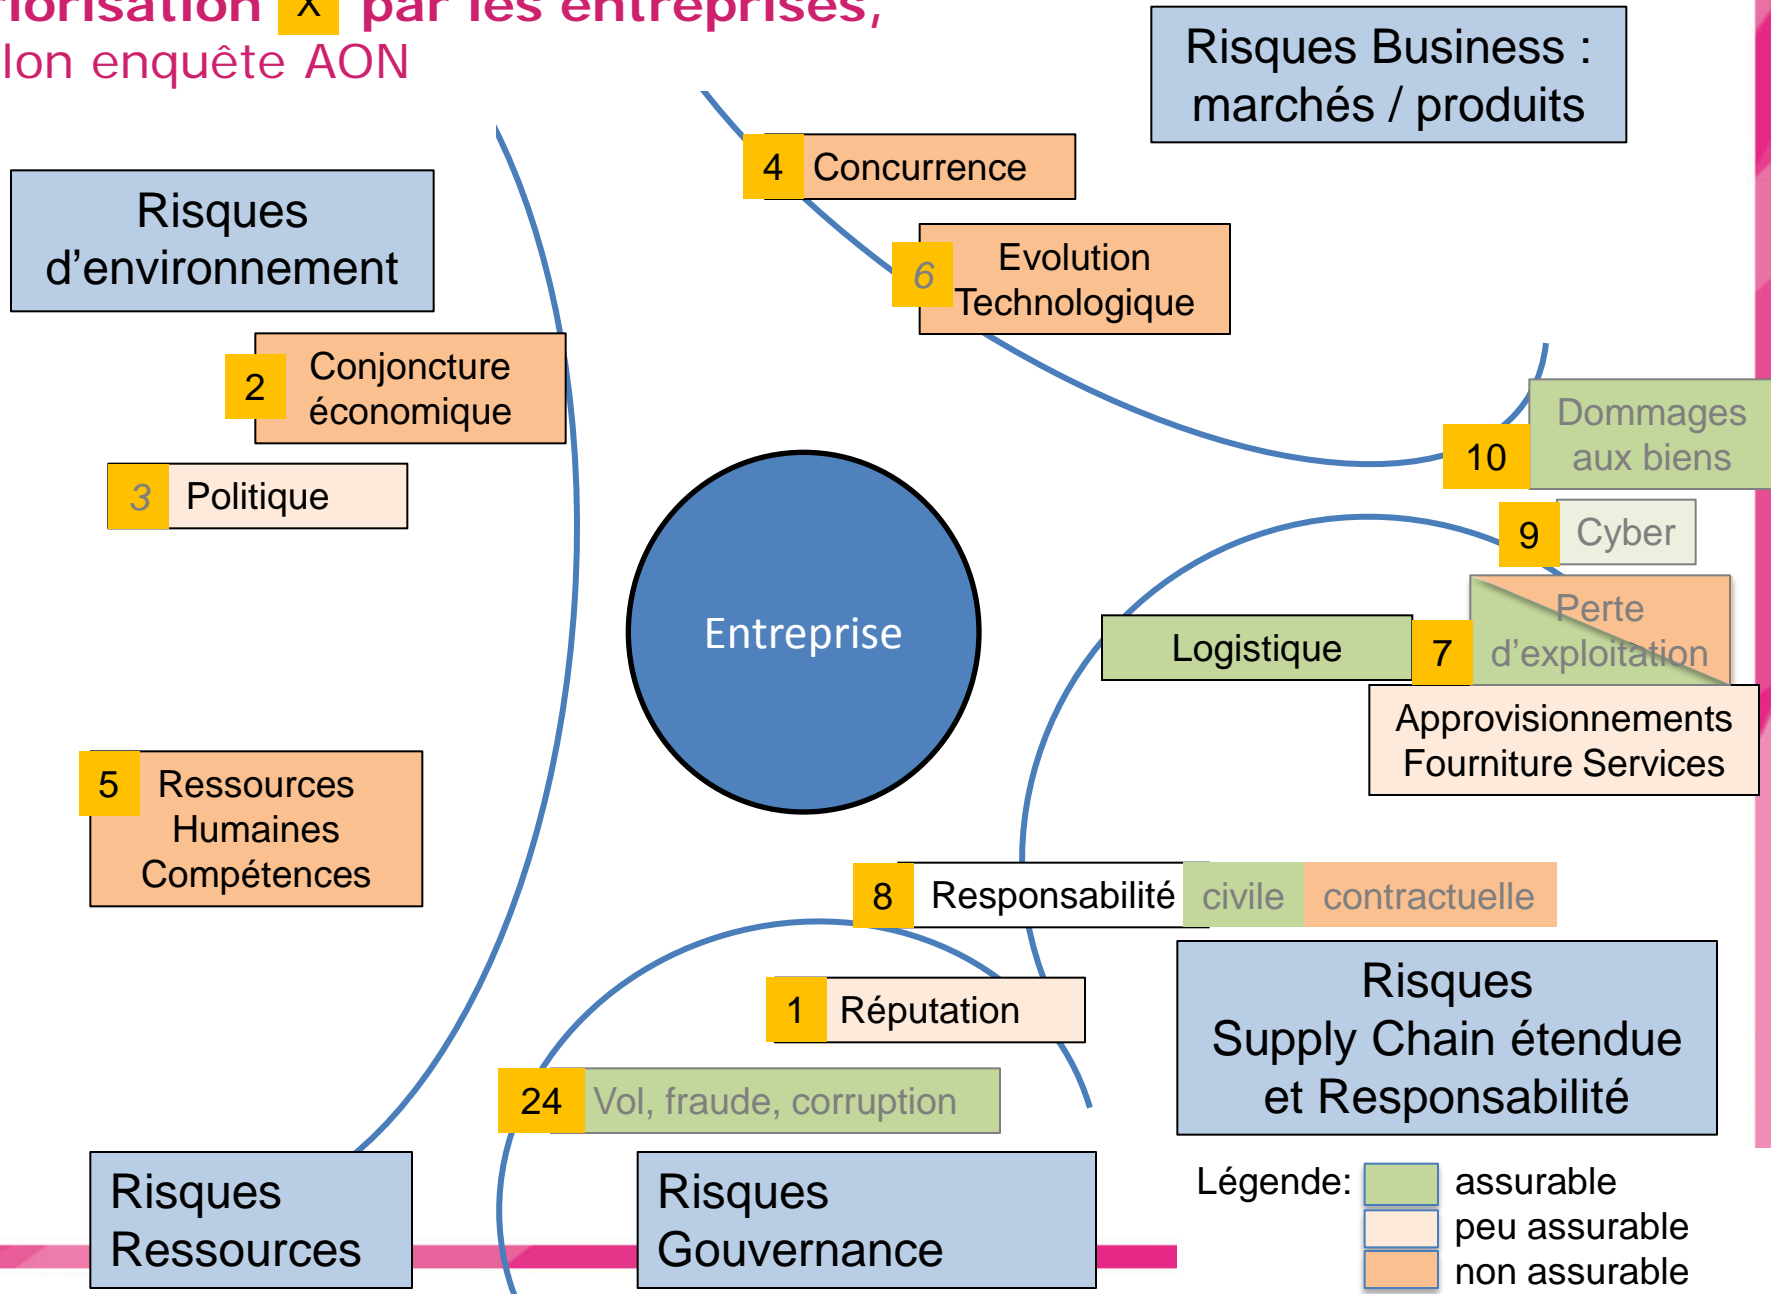 par les entreprises,
enquête AON
X
Risques Business :
marchés / produits
4 Concurrence
Risques
d'environnement
6
Evolution
Technologique
2
Conjoncture
économique
3 Politique
10
Dommages
aux biens
9 Cyber
Entreprise
Logistique
7
Perte
d'exploitation
Approvisionnements
Fourniture Services
5
Ressources
Humaines
Compétences
8 Responsabilité civile contractuelle
1 Réputation
Risques
Supply Chain étendue
et Responsabilité
24 Vol, fraude, corruption
Risques
Ressources
Risques
Gouvernance
Légende: assurable
peu assurable
non assurable